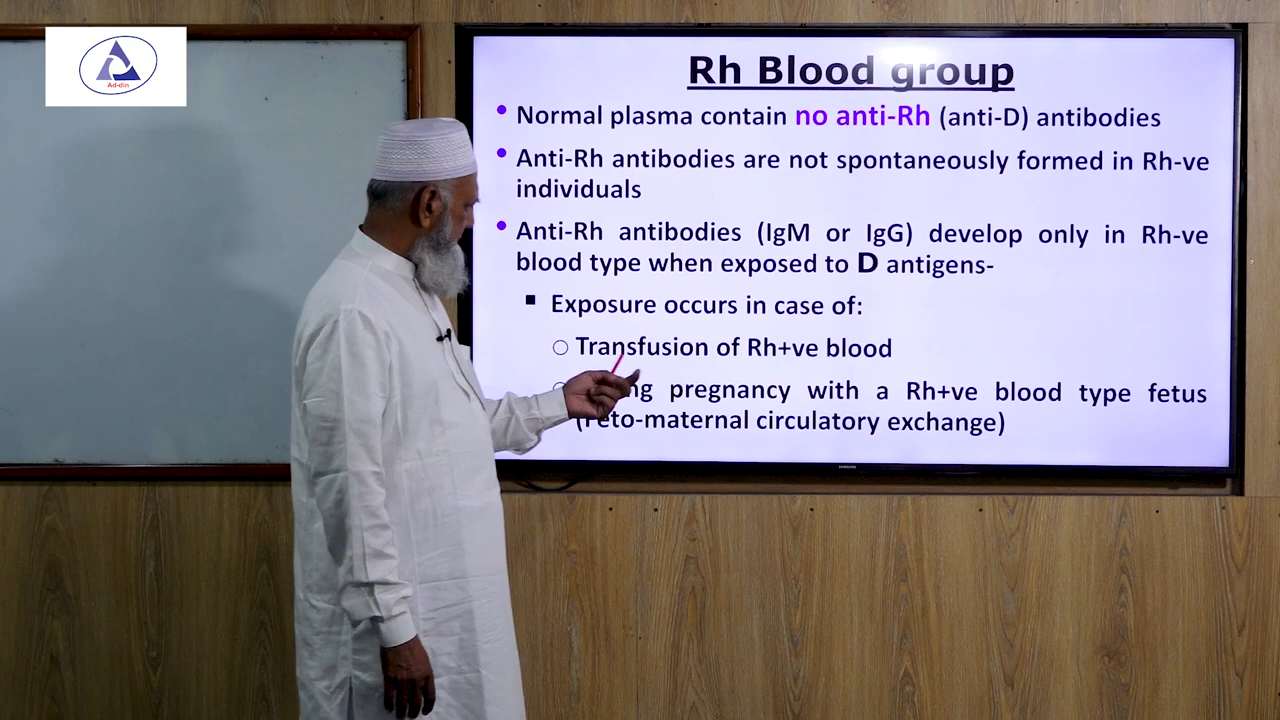 Ad-din
Rh Blood group
• Normal plasma contain no anti-Rh (anti-D) antibodies
• Anti-Rh antibodies are not spontaneously formed in Rh-ve
individuals
• Anti-Rh antibodies (IgM or IgG) develop only in Rh-ve
blood type when exposed to D antigens-
▪ Exposure occurs in case of:
○ Transfusion of Rh+ve blood
○ pregnancy with a Rh+ve blood type fetus
(Feto-maternal circulatory exchange)
SAMSUNG